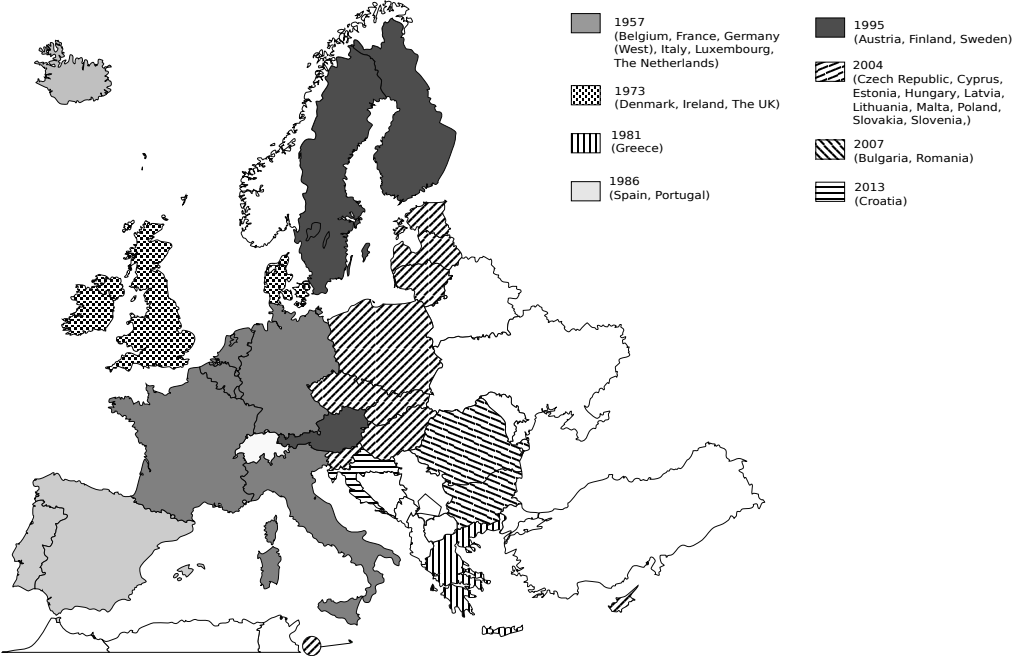 1957
(Belgium, France, Germany
(West), Italy, Luxembourg,
The Netherlands)
1973
(Denmark, Ireland, The UK)
1981
(Greece)
1986
(Spain, Portugal)
1995
(Austria, Finland, Sweden)
2004
(Czech Republic, Cyprus,
Estonia, Hungary, Latvia,
Lithuania, Malta, Poland,
Slovakia, Slovenia,)
2007
(Bulgaria, Romania)
2013
(Croatia)